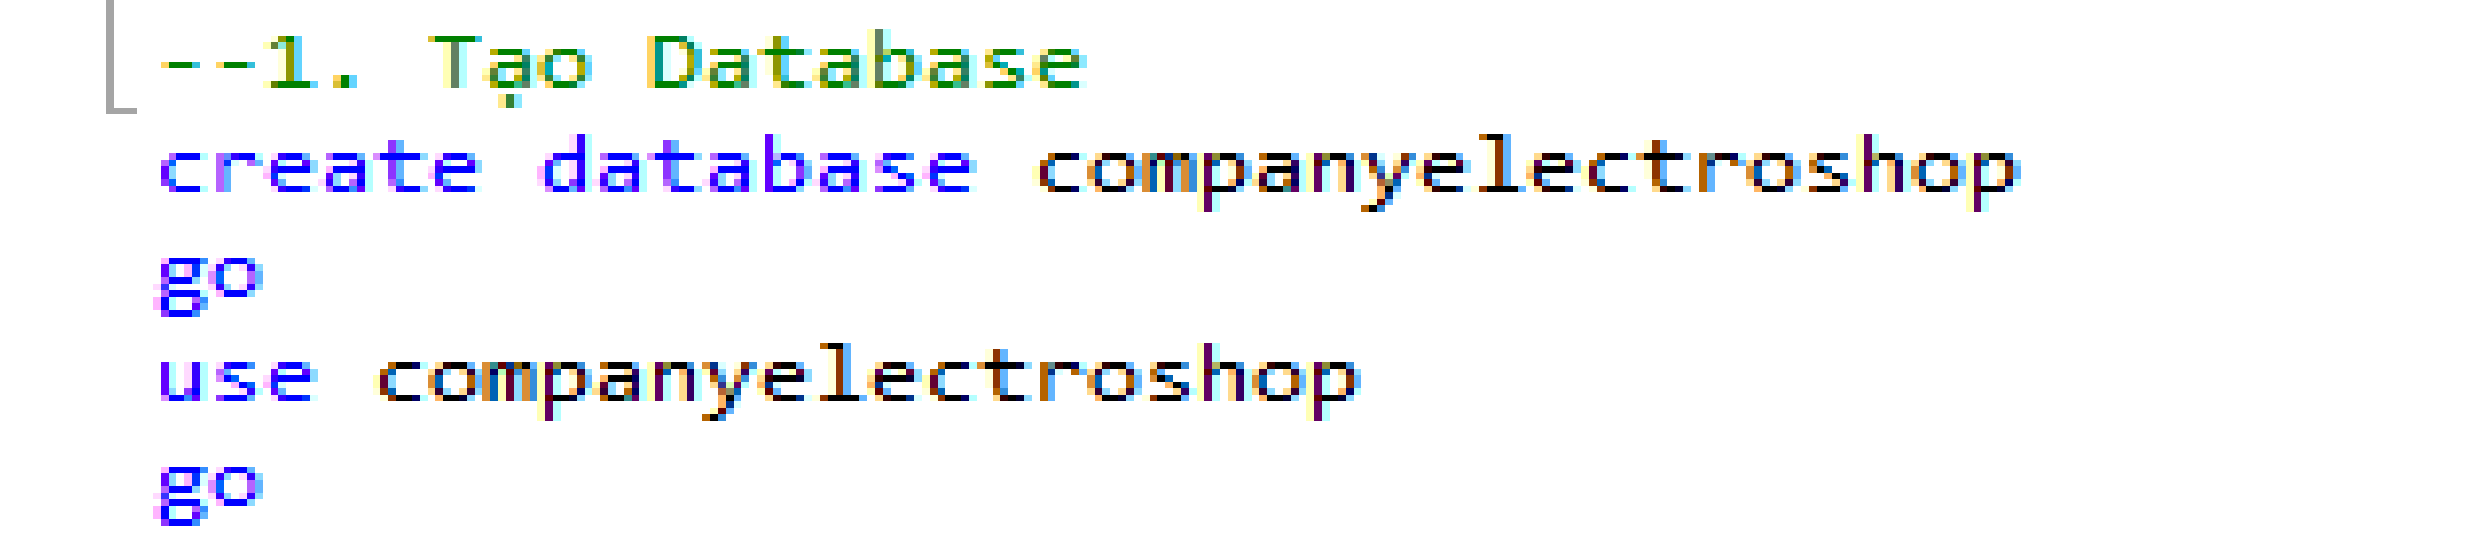 --1. Tạo Database
create database companyelectroshop
go
use companyelectroshop
go